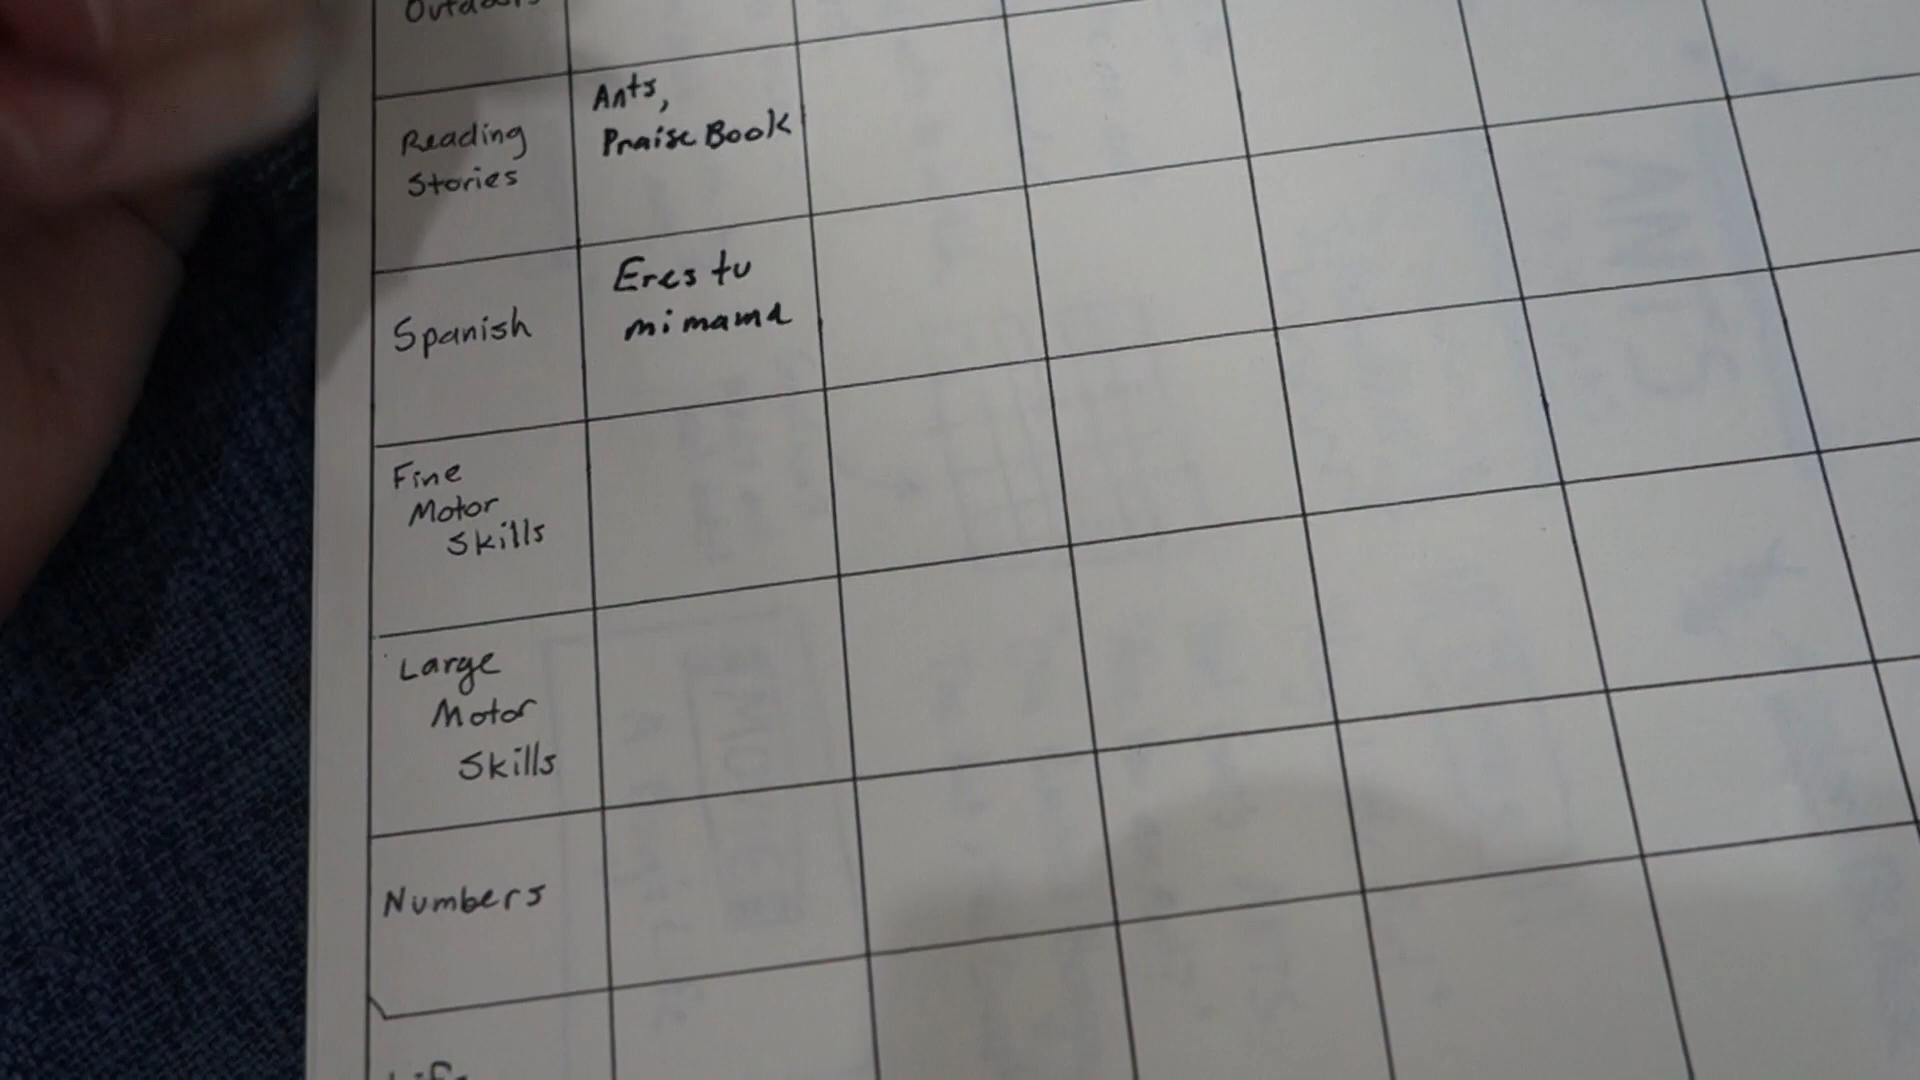 Reading
Stories
Ants,
Praise Book
Spanish
Eres tu
mi mama
Fine
Motor
Skills
Large
Motor
Skills
Numbers